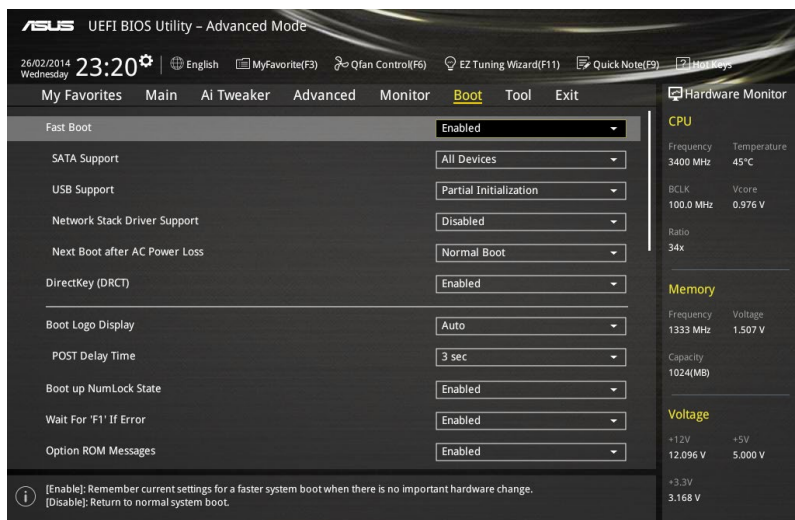 ASUS UEFI BIOS Utility – Advanced Mode
26/02/2014 Wednesday 23:20 English MyFavorite(F3) Qfan Control(F6) EZ Tuning Wizard(F11) Quick Note(F9) ? Hot Keys
My Favorites Main Ai Tweaker Advanced Monitor Boot Tool Exit
Fast Boot Enabled
SATA Support All Devices
USB Support Partial Initialization
Network Stack Driver Support Disabled
Next Boot after AC Power Loss Normal Boot
DirectKey (DRCT) Enabled
Boot Logo Display Auto
POST Delay Time 3 sec
Boot up NumLock State Enabled
Wait For 'F1' If Error Enabled
Option ROM Messages Enabled
[Enable]: Remember current settings for a faster system boot when there is no important hardware change.
[Disable]: Return to normal system boot.
Hardware Monitor
CPU
Frequency Temperature
3400 MHz 45°C
BCLK Vcore
100.0 MHz 0.976 V
Ratio
34x
Memory
Frequency Voltage
1333 MHz 1.507 V
Capacity
1024(MB)
Voltage
+12V +5V
12.096 V 5.000 V
+3.3V
3.168 V